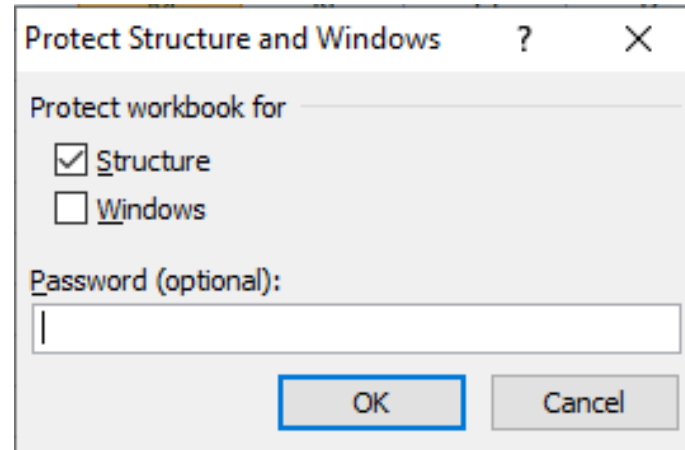 Protect Structure and Windows ?
Protect workbook for
Structure
Windows
Password (optional):
OK Cancel